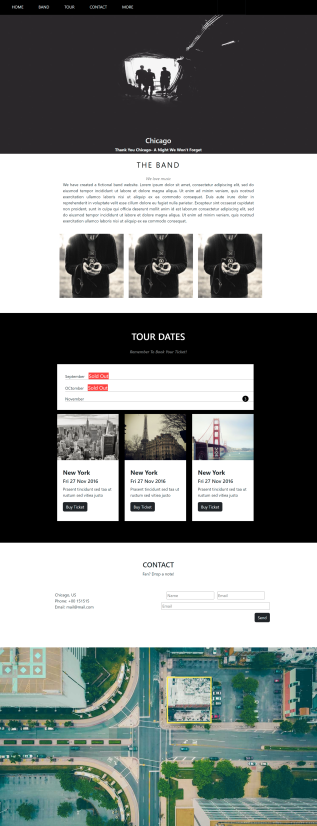 HOME BAND TOUR CONTACT MORE
Chicago
Thank You Chicago- A Night We Won't Forget
THE BAND
We love music
We have created a fictional band website. Lorem ipsum dolor sit amet, consectetur adipiscing elit, sed do
eiusmod tempor incididunt ut labore et dolore magna aliqua. Ut enim ad minim veniam, quis nostrud
exercitation ullamco laboris nisi ut aliquip ex ea commodo consequat. Duis aute irure dolor in
reprehenderit in voluptate velit esse cillum dolore eu fugiat nulla pariatur. Excepteur sint occaecat cupidatat
non proident, sunt in culpa qui officia deserunt mollit anim id est laborum consectetur adipiscing elit, sed
do eiusmod tempor incididunt ut labore et dolore magna aliqua. Ut enim ad minim veniam, quis nostrud
exercitation ullamco laboris nisi ut aliquip ex ea commodo consequat.
TOUR DATES
Remember To Book Your Ticket!
September Sold Out
OCtorber Sold Out
November 3
New York
Fri 27 Nov 2016
Praesent tincidunt sed tellus ut
rutrum sed vitae justo
Buy Ticket
New York
Fri 27 Nov 2016
Praesent tincidunt sed tellus ut
rutrum sed vitae justo
Buy Ticket
New York
Fri 27 Nov 2016
Praesent tincidunt sed tellus ut
rutrum sed vitae justo
Buy Ticket
CONTACT
Fan? Drop a note!
Chicago, US
Phone: +00 151515
Email: mail@mail.com
Name Email
Email
Send